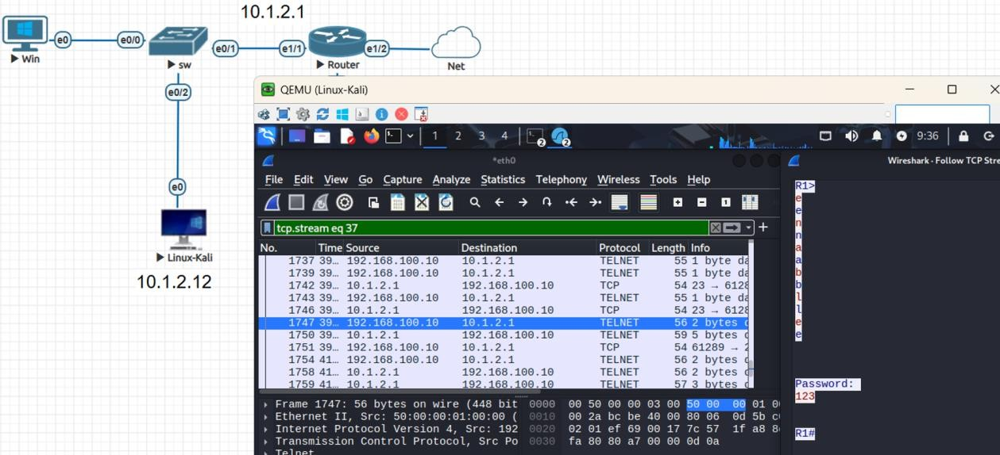 10.1.2.1
e0
e0/0
e0/1
e1/1
e1/2
Win
sw
Router
Net
e0/2
e0
Linux-Kali
10.1.2.12
QEMU (Linux-Kali)
1 2 3 4 2 2 9:36
*eth0
File Edit View Go Capture Analyze Statistics Telephony Wireless Tools Help
tcp.stream eq 37
No. Time Source Destination Protocol Length Info
1737 39… 192.168.100.10 10.1.2.1 TELNET 55 1 byte da
1739 39… 192.168.100.10 10.1.2.1 TELNET 55 1 byte da
1742 39… 10.1.2.1 192.168.100.10 TCP 54 23 → 6128
1743 39… 10.1.2.1 192.168.100.10 TELNET 55 1 byte da
1746 39… 10.1.2.1 192.168.100.10 TCP 54 23 → 6128
1747 39… 192.168.100.10 10.1.2.1 TELNET 56 2 bytes
1750 39… 10.1.2.1 192.168.100.10 TELNET 59 5 bytes
1751 39… 192.168.100.10 10.1.2.1 TCP 54 61289 →
1754 41… 192.168.100.10 10.1.2.1 TELNET 56 2 bytes
1758 41… 10.1.2.1 192.168.100.10 TELNET 56 2 bytes
1759 41… 10.1.2.1 192.168.100.10 TELNET 57 3 bytes
Frame 1747: 56 bytes on wire (448 bit
Ethernet II, Src: 50:00:00:01:00:00 (
Internet Protocol Version 4, Src: 192
Transmission Control Protocol, Src Po
Telnet
0000 00 50 00 00 03 00 50 00 00 01 00
0010 00 2a bc be 40 00 80 06 0d 5b
0020 02 01 ef 69 00 17 7c 57 1f a8
0030 fa 80 80 a7 00 00 0d 0a
Wireshark · Follow TCP Stre
R1>
e
e
n
n
a
a
b
b
l
l
e
e
Password:
123
R1#